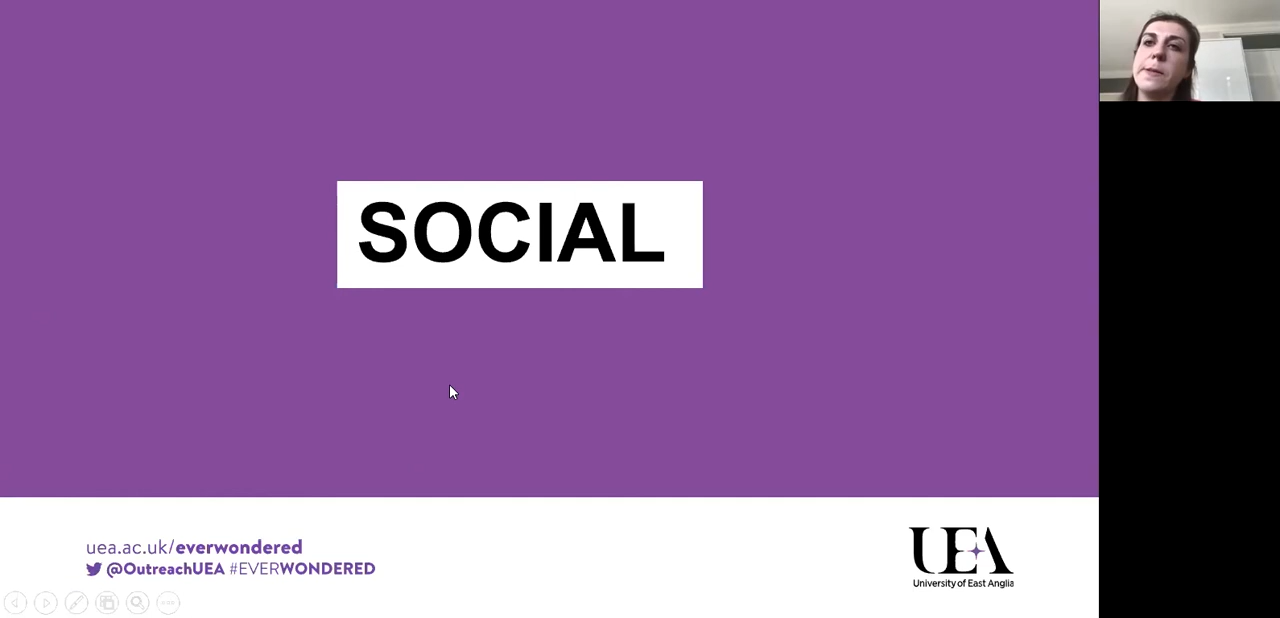 SOCIAL
uea.ac.uk/everwondered
@OutreachUEA #EVERWONDERED
UEA
University of East Anglia